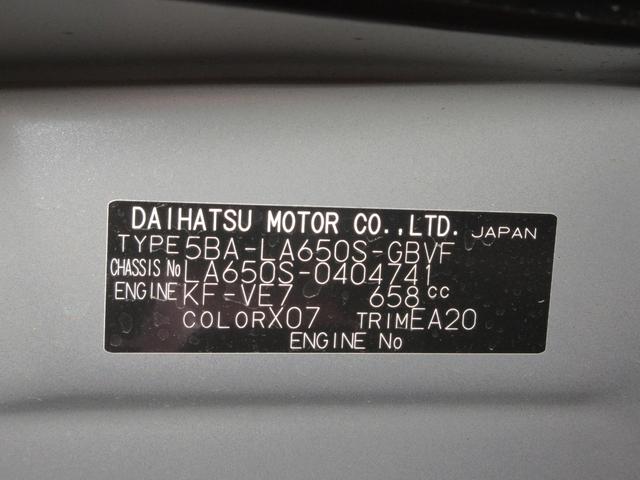 DAIHATSU MOTOR CO.,LTD. JAPAN
TYPE 5BA-LA650S-GBVF
CHASSIS No LA650S-0404741
ENGINE KF-VE7 658 cc
COLOR X07 TRIM EA20
ENGINE No